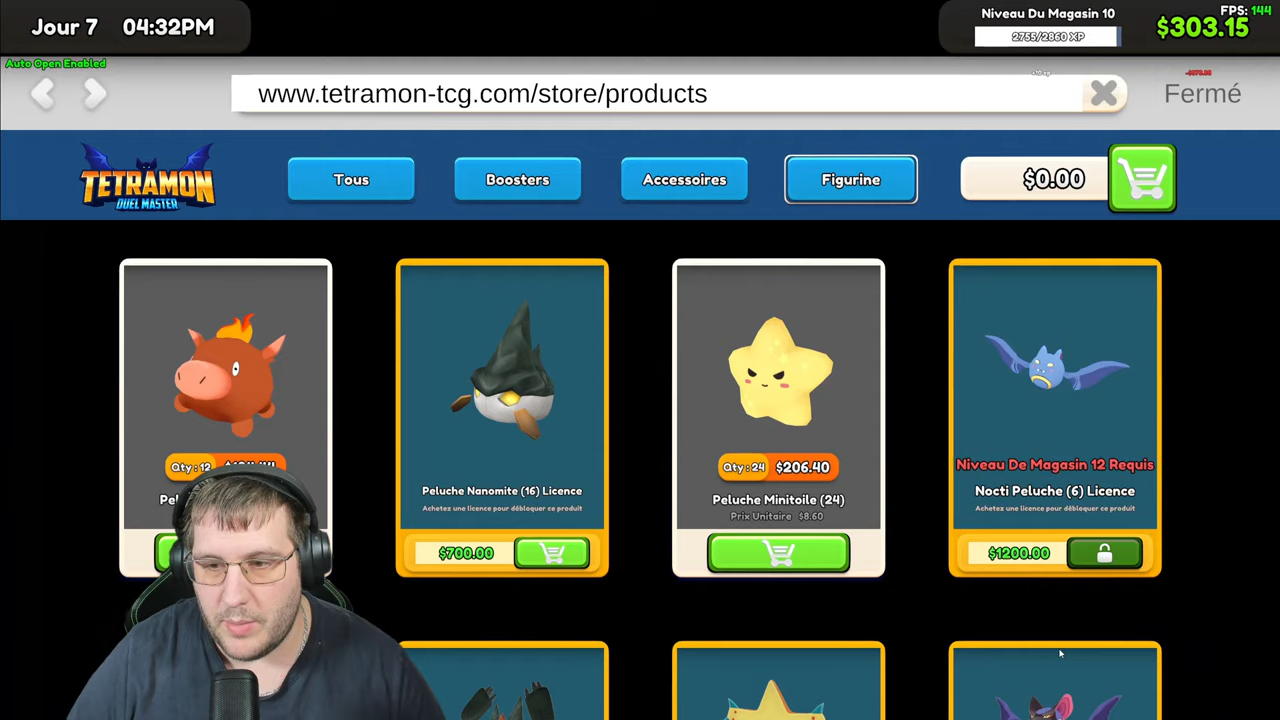 Jour 7 04:32PM
Niveau Du Magasin 10
2755/2860 XP
FPS: 144
$303.15
Auto Open Enabled
www.tetramon-tcg.com/store/products
Fermé
TETRAMON
DUEL MASTER
Tous
Boosters
Accessoires
Figurine
$0.00
Qty : 12
Peluche Nanomite (16) Licence
Achetez une licence pour débloquer ce produit
$700.00
Qty : 24 $206.40
Peluche Minitoile (24)
Prix Unitaire $8.60
Niveau De Magasin 12 Requis
Nocti Peluche (6) Licence
Achetez une licence pour débloquer ce produit
$1200.00